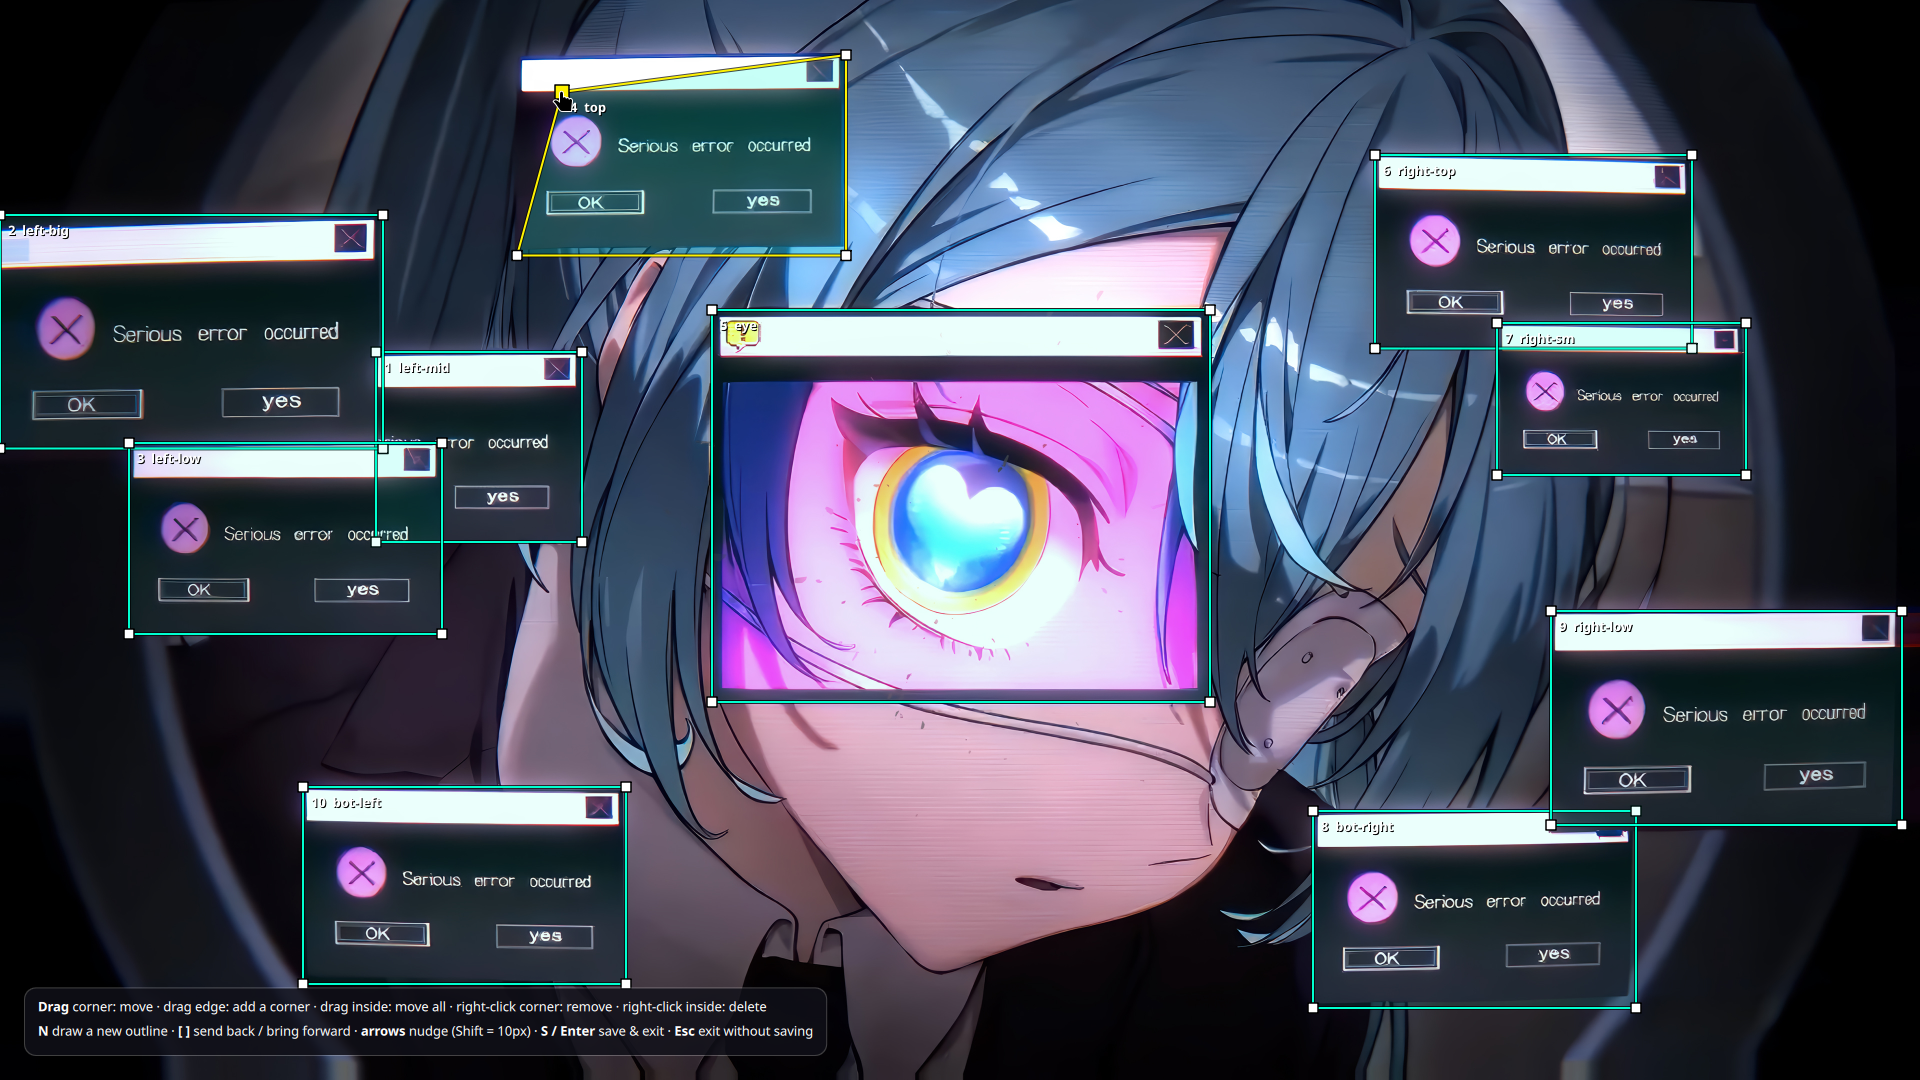 4 top
Serious error occurred
OK yes
6 right-top
Serious error occurred
OK yes
2 left-big
Serious error occurred
OK yes
5 eye
7 right-sm
Serious error occurred
OK yes
1 left-mid
rror occurred
yes
3 left-low
Serious error occurred
OK yes
9 right-low
Serious error occurred
OK yes
10 bot-left
Serious error occurred
OK yes
8 bot-right
Serious error occurred
OK yes
Drag corner: move · drag edge: add a corner · drag inside: move all · right-click corner: remove · right-click inside: delete
N draw a new outline · [ ] send back / bring forward · arrows nudge (Shift = 10px) · S / Enter save & exit · Esc exit without saving